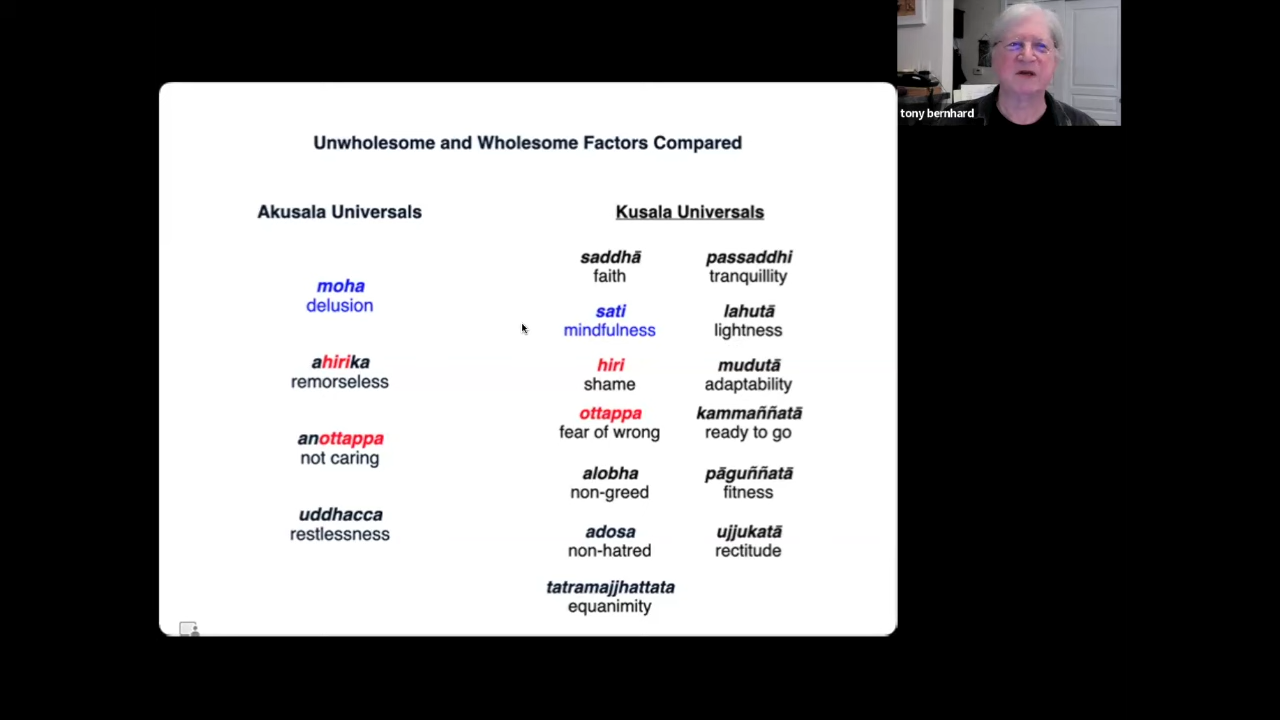 tony bernhard
Unwholesome and Wholesome Factors Compared
Akusala Universals
moha
delusion
ahirika
remorseless
anottappa
not caring
uddhacca
restlessness
Kusala Universals
saddhā
faith
sati
mindfulness
hiri
shame
ottappa
fear of wrong
alobha
non-greed
adosa
non-hatred
tatramajjhattata
equanimity
passaddhi
tranquillity
lahutā
lightness
mudutā
adaptability
kammaññatā
ready to go
pāguññatā
fitness
ujjukatā
rectitude